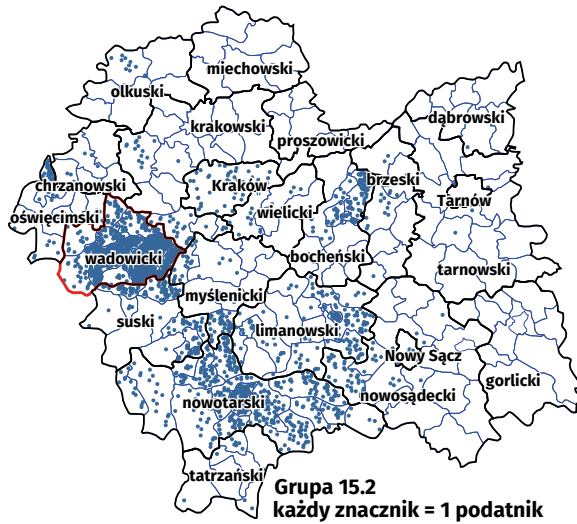 miechowski
olkuski
dąbrowski
krakowski
proszowicki
chrzanowski
Kraków
brzeski
Tarnów
oświęcimski
wielicki
wadowicki
bocheński
tarnowski
myślenicki
suski
limanowski
Nowy Sącz
gorlicki
nowotarski
nowosądecki
tatrzański
Grupa 15.2
każdy znacznik = 1 podatnik